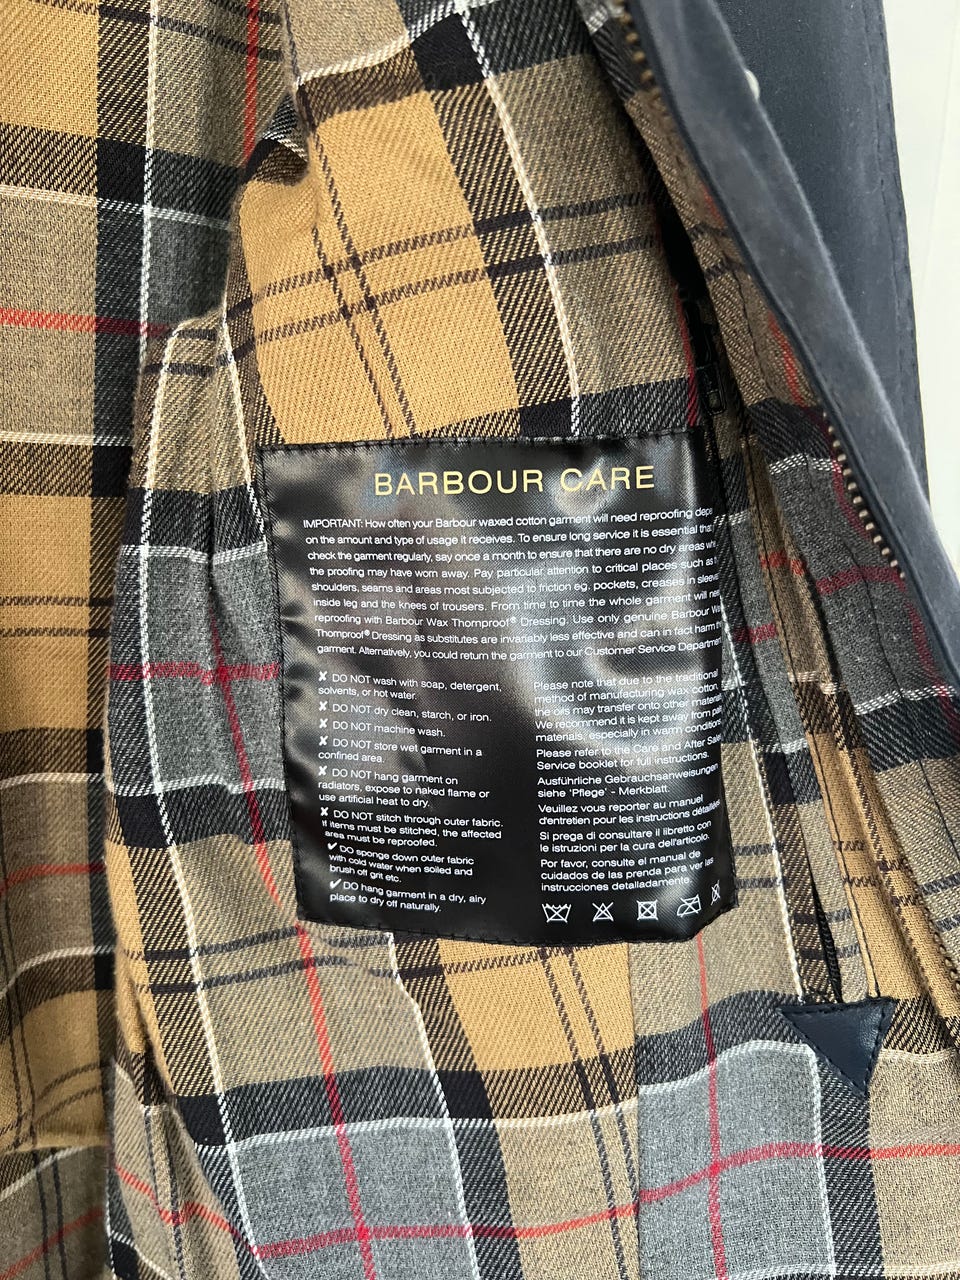 BARBOUR CARE
IMPORTANT: How often your Barbour waxed cotton garment will need reproofing
on the amount and type of usage it receives. To ensure long service it is essential that
check the garment regularly, say once a month to ensure that there are no dry areas
the proofing may have worn away. Pay particular attention to critical places such as
shoulders, seams and areas most subjected to friction eg. pockets, creases in
inside leg and the knees of trousers. From time to time the whole garment will
reproofing with Barbour Wax Thornproof® Dressing. Use only genuine Barbour
Thornproof® Dressing as substitutes are invariably less effective and can in fact harm
garment. Alternatively, you could return the garment to our Customer Service
✘ DO NOT wash with soap, detergent,
solvents, or hot water.
✘ DO NOT dry clean, starch, or iron.
✘ DO NOT machine wash.
✘ DO NOT store wet garment in a
confined area.
✘ DO NOT hang garment on
radiators, expose to naked flame or
use artificial heat to dry.
✘ DO NOT stitch through outer fabric.
If items must be stitched, the affected
area must be reproofed.
✔ DO sponge down outer fabric
with cold water when soiled and
brush off grit etc.
✔ DO hang garment in a dry, airy
place to dry off naturally.
Please note that due to the traditional
method of manufacturing wax cotton,
the oils may transfer onto other
We recommend it is kept away from
materials, especially in warm conditions.
Please refer to the Care and After
Service booklet for full instructions.
Ausführliche Gebrauchsanweisungen
siehe 'Pflege' - Merkblatt.
Veuillez vous reporter au manuel
d'entretien pour les instructions détaillées
Si prega di consultare il libretto con
le istruzioni per la cura dell'articolo.
Por favor, consulte el manual de
cuidados de las prenda para ver las
instrucciones detalladamente.